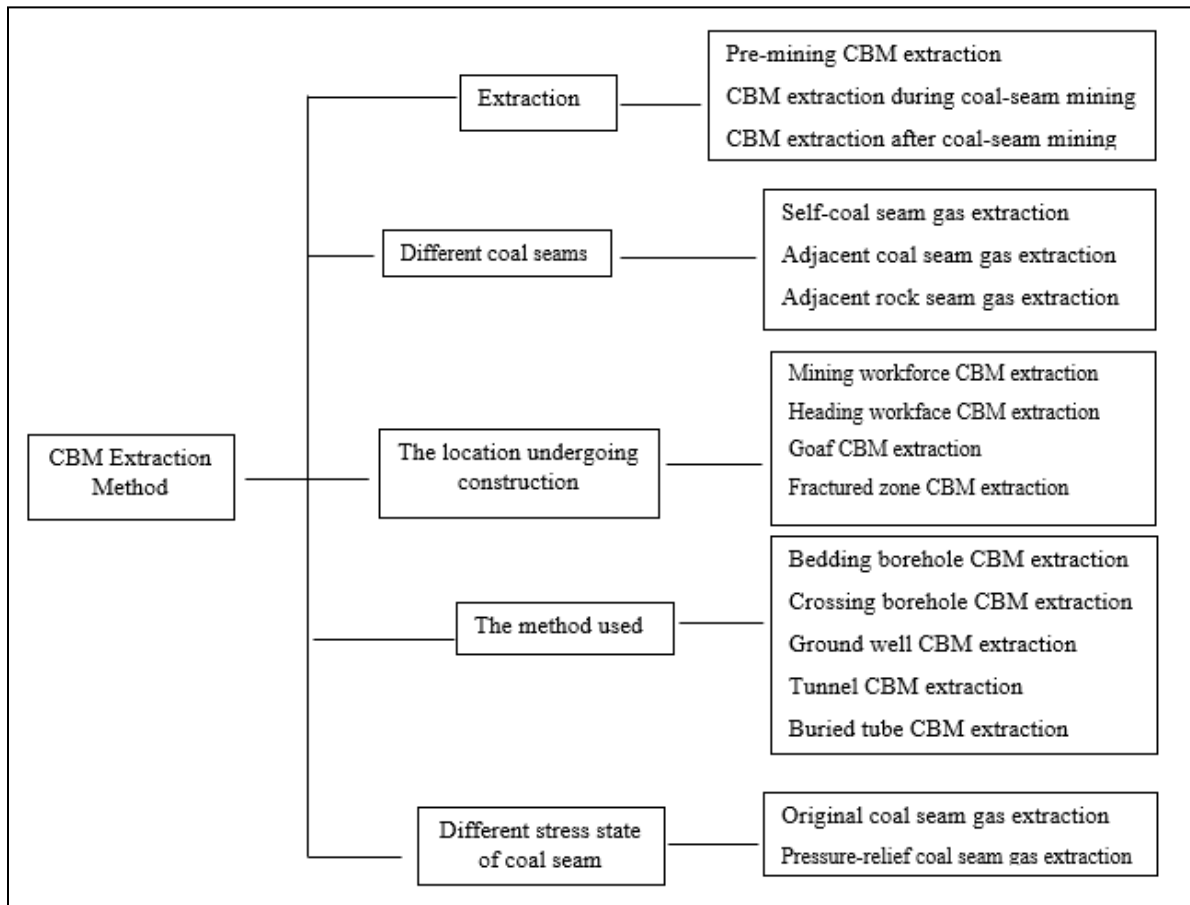 Extraction
Pre-mining CBM extraction
CBM extraction during coal-seam mining
CBM extraction after coal-seam mining
Different coal seams
Self-coal seam gas extraction
Adjacent coal seam gas extraction
Adjacent rock seam gas extraction
CBM Extraction
Method
The location undergoing
construction
Mining workforce CBM extraction
Heading workface CBM extraction
Goaf CBM extraction
Fractured zone CBM extraction
The method used
Bedding borehole CBM extraction
Crossing borehole CBM extraction
Ground well CBM extraction
Tunnel CBM extraction
Buried tube CBM extraction
Different stress state
of coal seam
Original coal seam gas extraction
Pressure-relief coal seam gas extraction